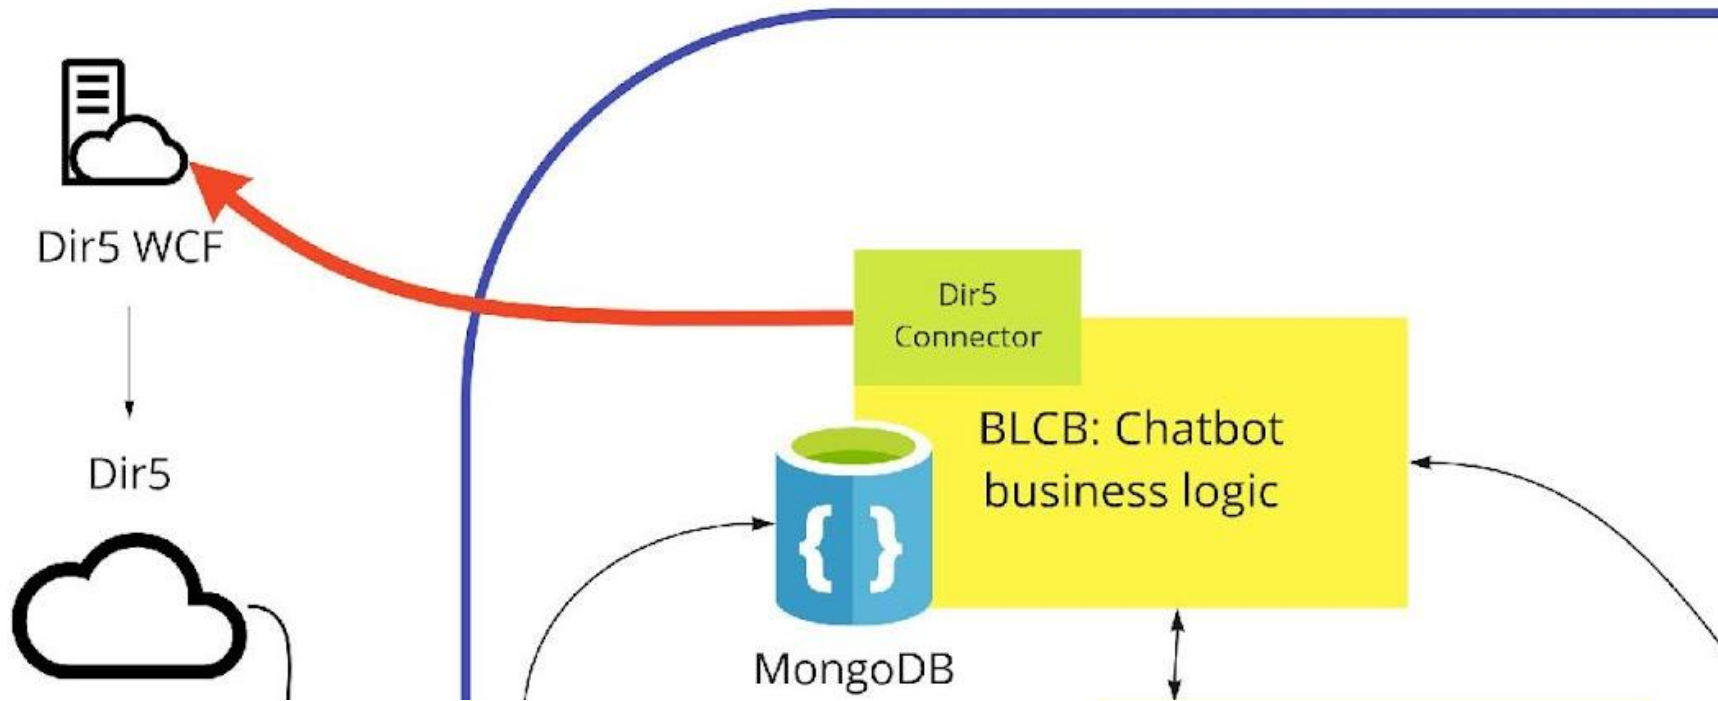 Dir5 WCF
Dir5
Connector
BLCB: Chatbot
business logic
Dir5
{ }
MongoDB